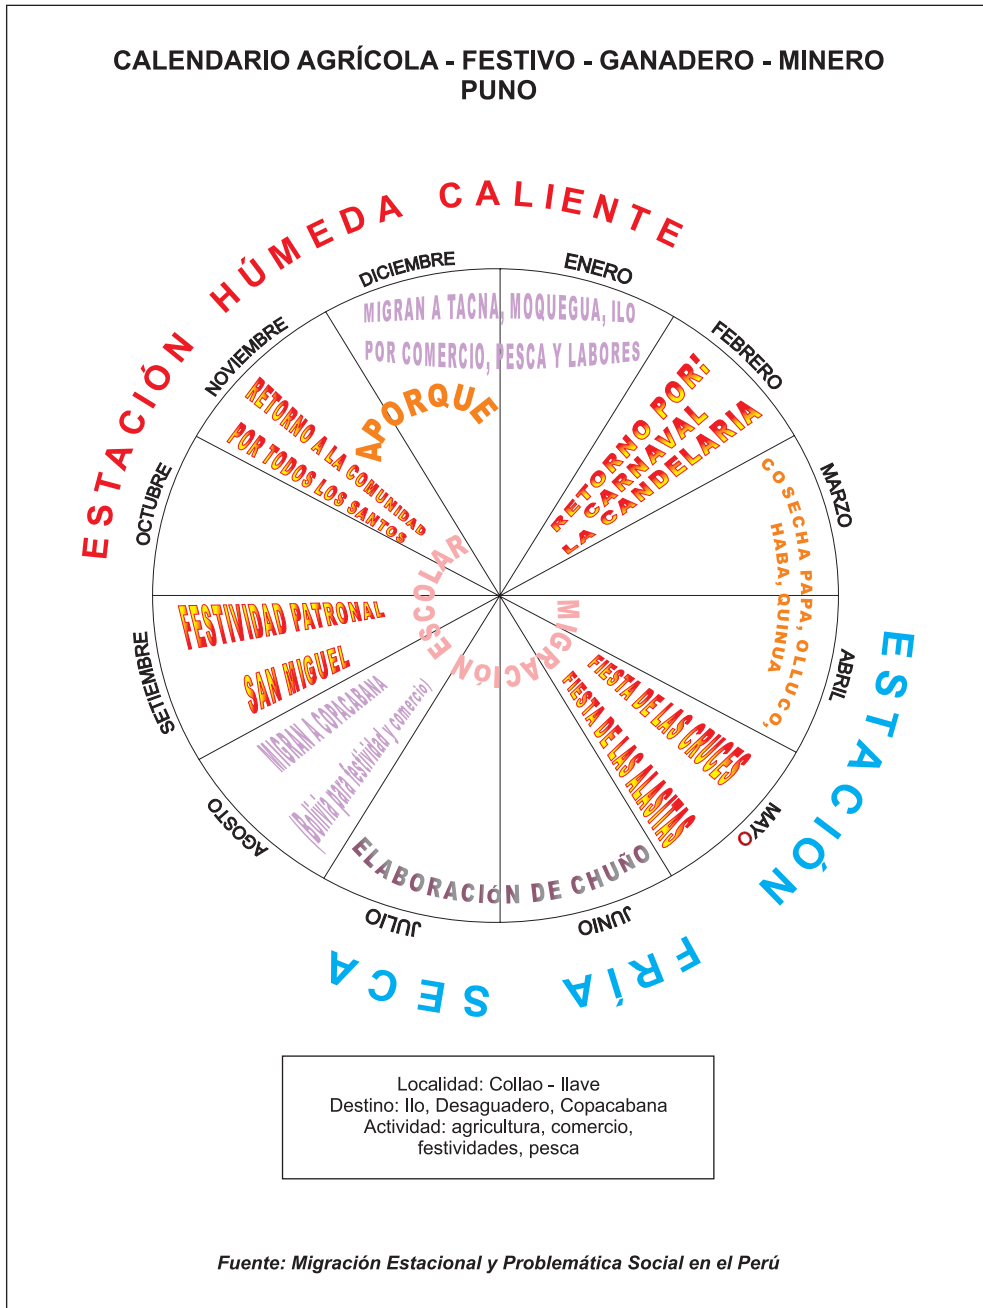 CALENDARIO AGRÍCOLA - FESTIVO - GANADERO - MINERO
PUNO
ESTACIÓN HÚMEDA CALIENTE
DICIEMBRE
ENERO
MIGRAN A TACNA, MOQUEGUA, ILO
POR COMERCIO, PESCA Y LABORES
APORQUE
FEBRERO
RETORNO POR:
CARNAVAL
LA CANDELARIA
MARZO
COSECHA PAPA, OLLUCO,
HABA, QUINUA
ABRIL
MAYO
FIESTA DE LAS CRUCES
FIESTA DE LAS ALASITAS
JUNIO
ELABORACIÓN DE CHUÑO
JULIO
AGOSTO
MIGRAN A COPACABANA
(Bolivia para festividad y comercio)
SETIEMBRE
FESTIVIDAD PATRONAL
SAN MIGUEL
OCTUBRE
NOVIEMBRE
RETORNO A LA COMUNIDAD
POR TODOS LOS SANTOS
MIGRACIÓN ESCOLAR
ESTACIÓN FRÍA SECA
Localidad: Collao - Ilave
Destino: Ilo, Desaguadero, Copacabana
Actividad: agricultura, comercio,
festividades, pesca
Fuente: Migración Estacional y Problemática Social en el Perú